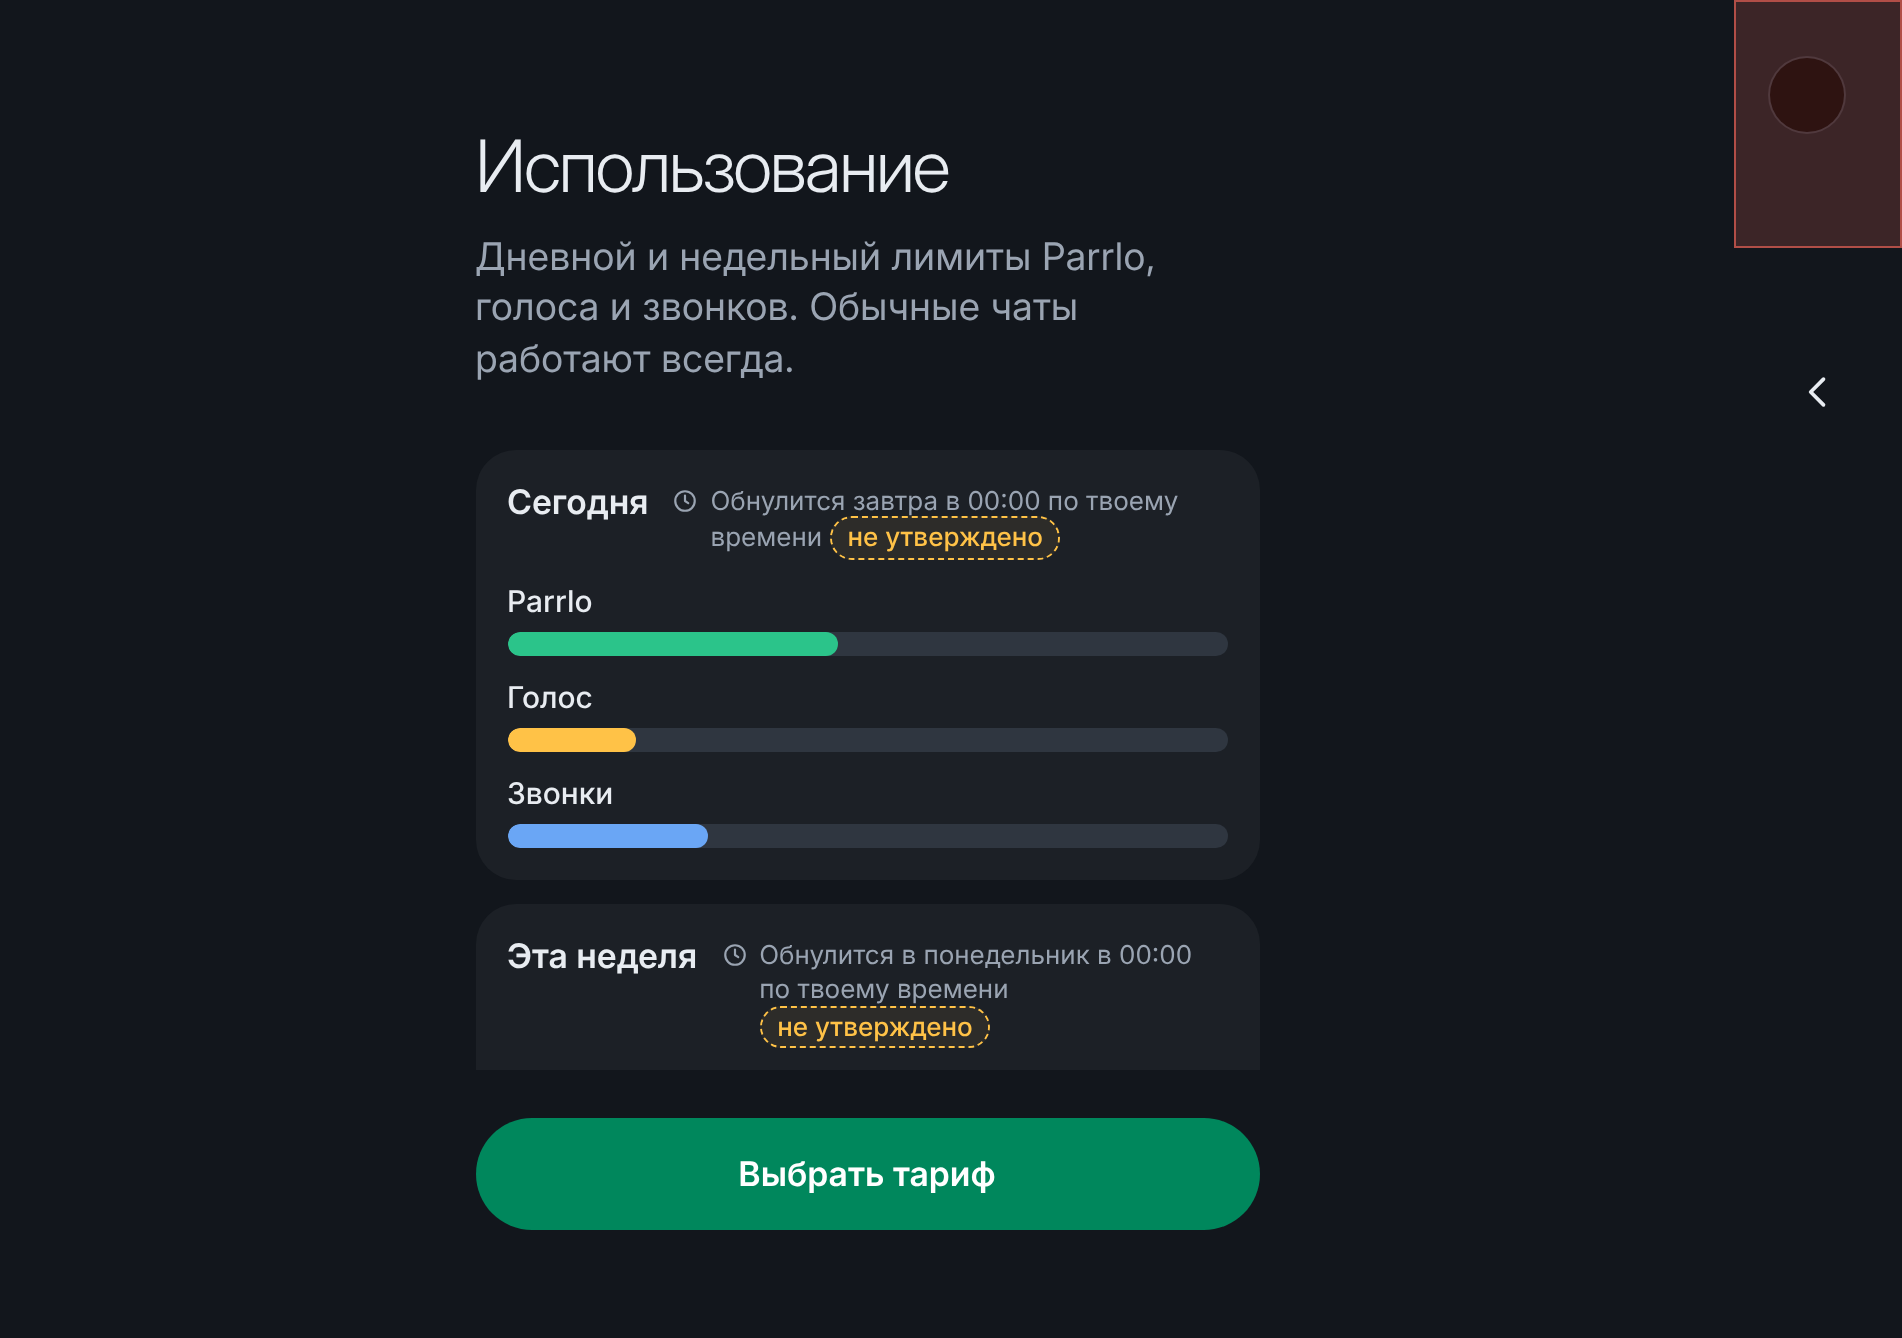 Использование
Дневной и недельный лимиты Parrlo,
голоса и звонков. Обычные чаты
работают всегда.
Сегодня
Обнулится завтра в 00:00 по твоему
времени не утверждено
Parrlo
Голос
Звонки
Эта неделя
Обнулится в понедельник в 00:00
по твоему времени
не утверждено
Выбрать тариф